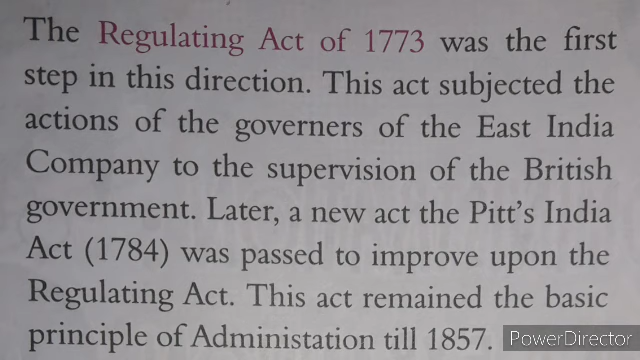 The Regulating Act of 1773 was the first
step in this direction. This act subjected the
actions of the governers of the East India
Company to the supervision of the British
government. Later, a new act the Pitt's India
Act (1784) was passed to improve upon the
Regulating Act. This act remained the basic
principle of Administation till 1857.
PowerDirector